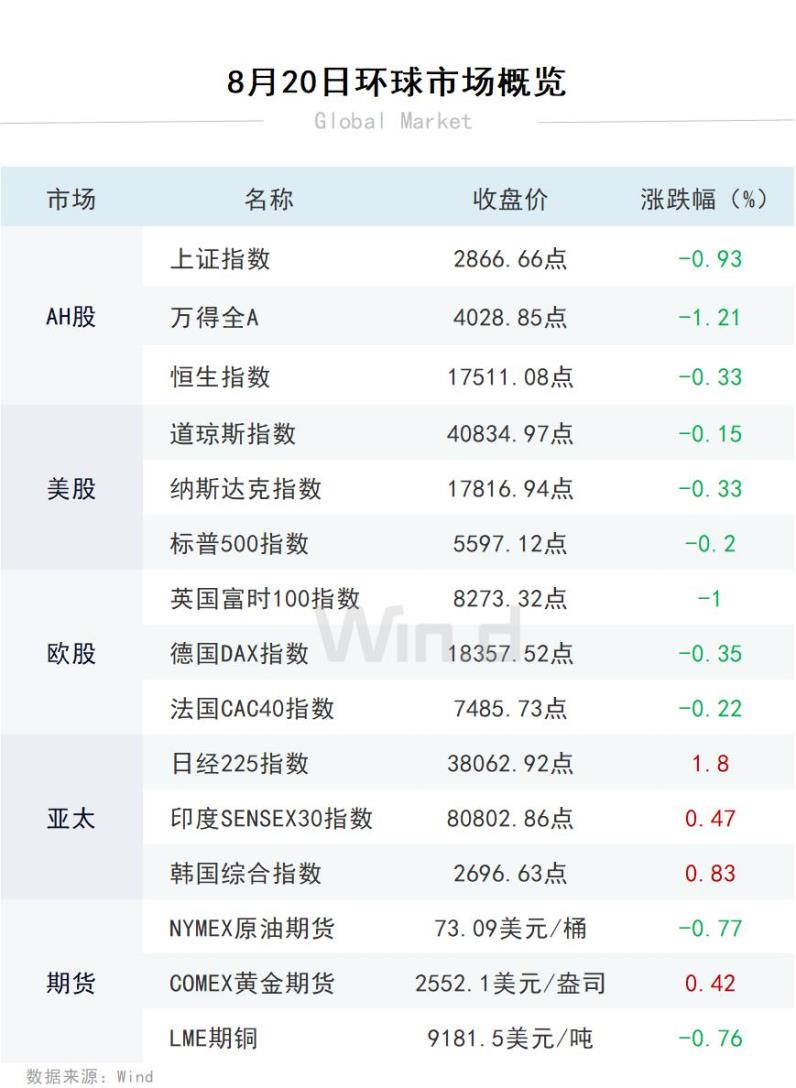 8月20日环球市场概览
Global Market
市场 名称 收盘价 涨跌幅（%）
上证指数 2866.66点 -0.93
AH股 万得全A 4028.85点 -1.21
恒生指数 17511.08点 -0.33
道琼斯指数 40834.97点 -0.15
美股 纳斯达克指数 17816.94点 -0.33
标普500指数 5597.12点 -0.2
英国富时100指数 8273.32点 -1
Wind
欧股 德国DAX指数 18357.52点 -0.35
法国CAC40指数 7485.73点 -0.22
日经225指数 38062.92点 1.8
亚太 印度SENSEX30指数 80802.86点 0.47
韩国综合指数 2696.63点 0.83
NYMEX原油期货 73.09美元/桶 -0.77
期货 COMEX黄金期货 2552.1美元/盎司 0.42
LME期铜 9181.5美元/吨 -0.76
数据来源：Wind